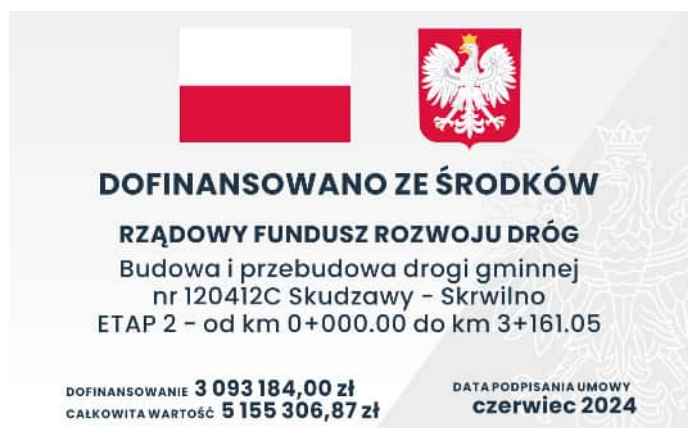 DOFINANSOWANO ZE ŚRODKÓW
RZĄDOWY FUNDUSZ ROZWOJU DRÓG
Budowa i przebudowa drogi gminnej
nr 120412C Skudzawy - Skrwilno
ETAP 2 - od km 0+000.00 do km 3+161.05
DOFINANSOWANIE 3 093 184,00 zł
CAŁKOWITA WARTOŚĆ 5 155 306,87 zł
DATA PODPISANIA UMOWY
czerwiec 2024